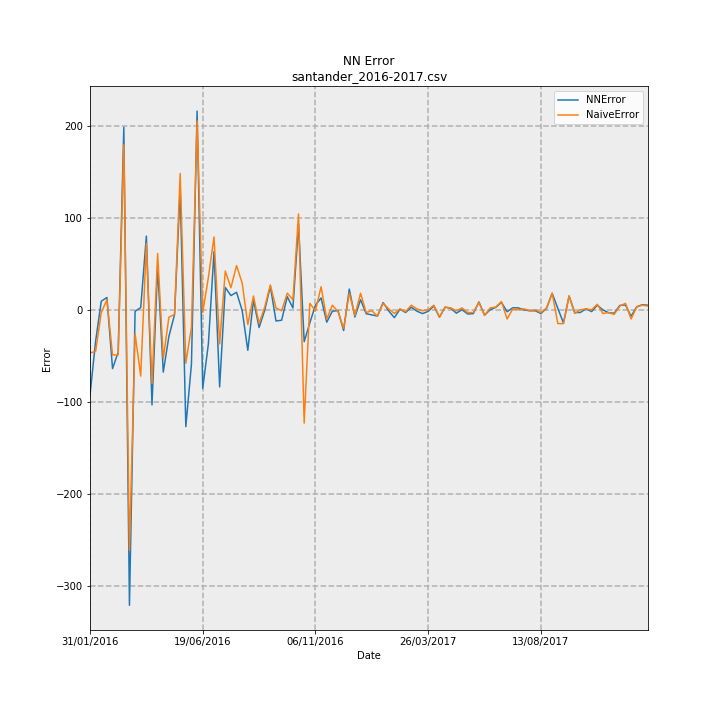 NN Error
santander_2016-2017.csv
NNError
NaiveError
200
100
0
−100
−200
−300
Error
31/01/2016
19/06/2016
06/11/2016
26/03/2017
13/08/2017
Date